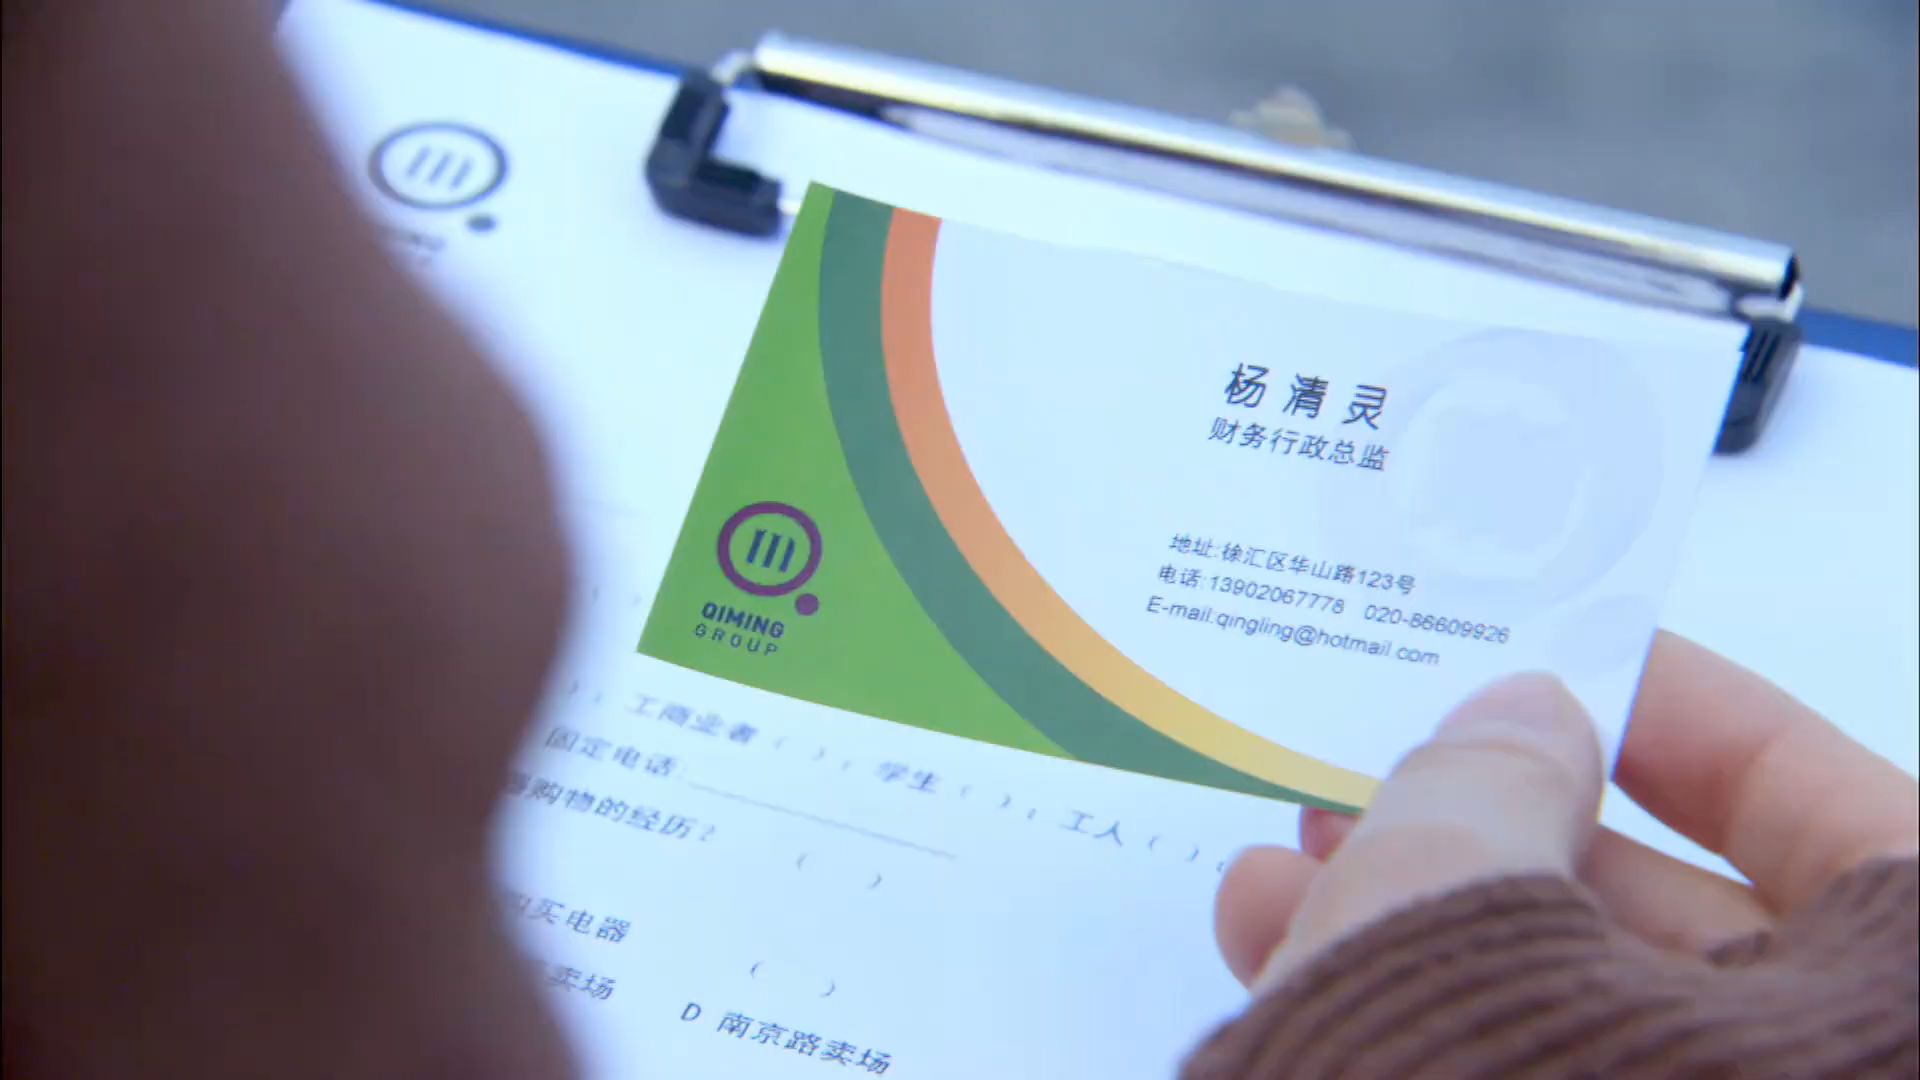 杨清灵
财务行政总监
地址:徐汇区华山路123号
电话:13902067778 020-86609926
E-mail:qingling@hotmail.com
QIMING
GROUP
工商业者（ ）；学生（ ）；工人（ ）；
固定电话:
购物的经历？
（ ）
购买电器
卖场
（ ）
D 南京路卖场